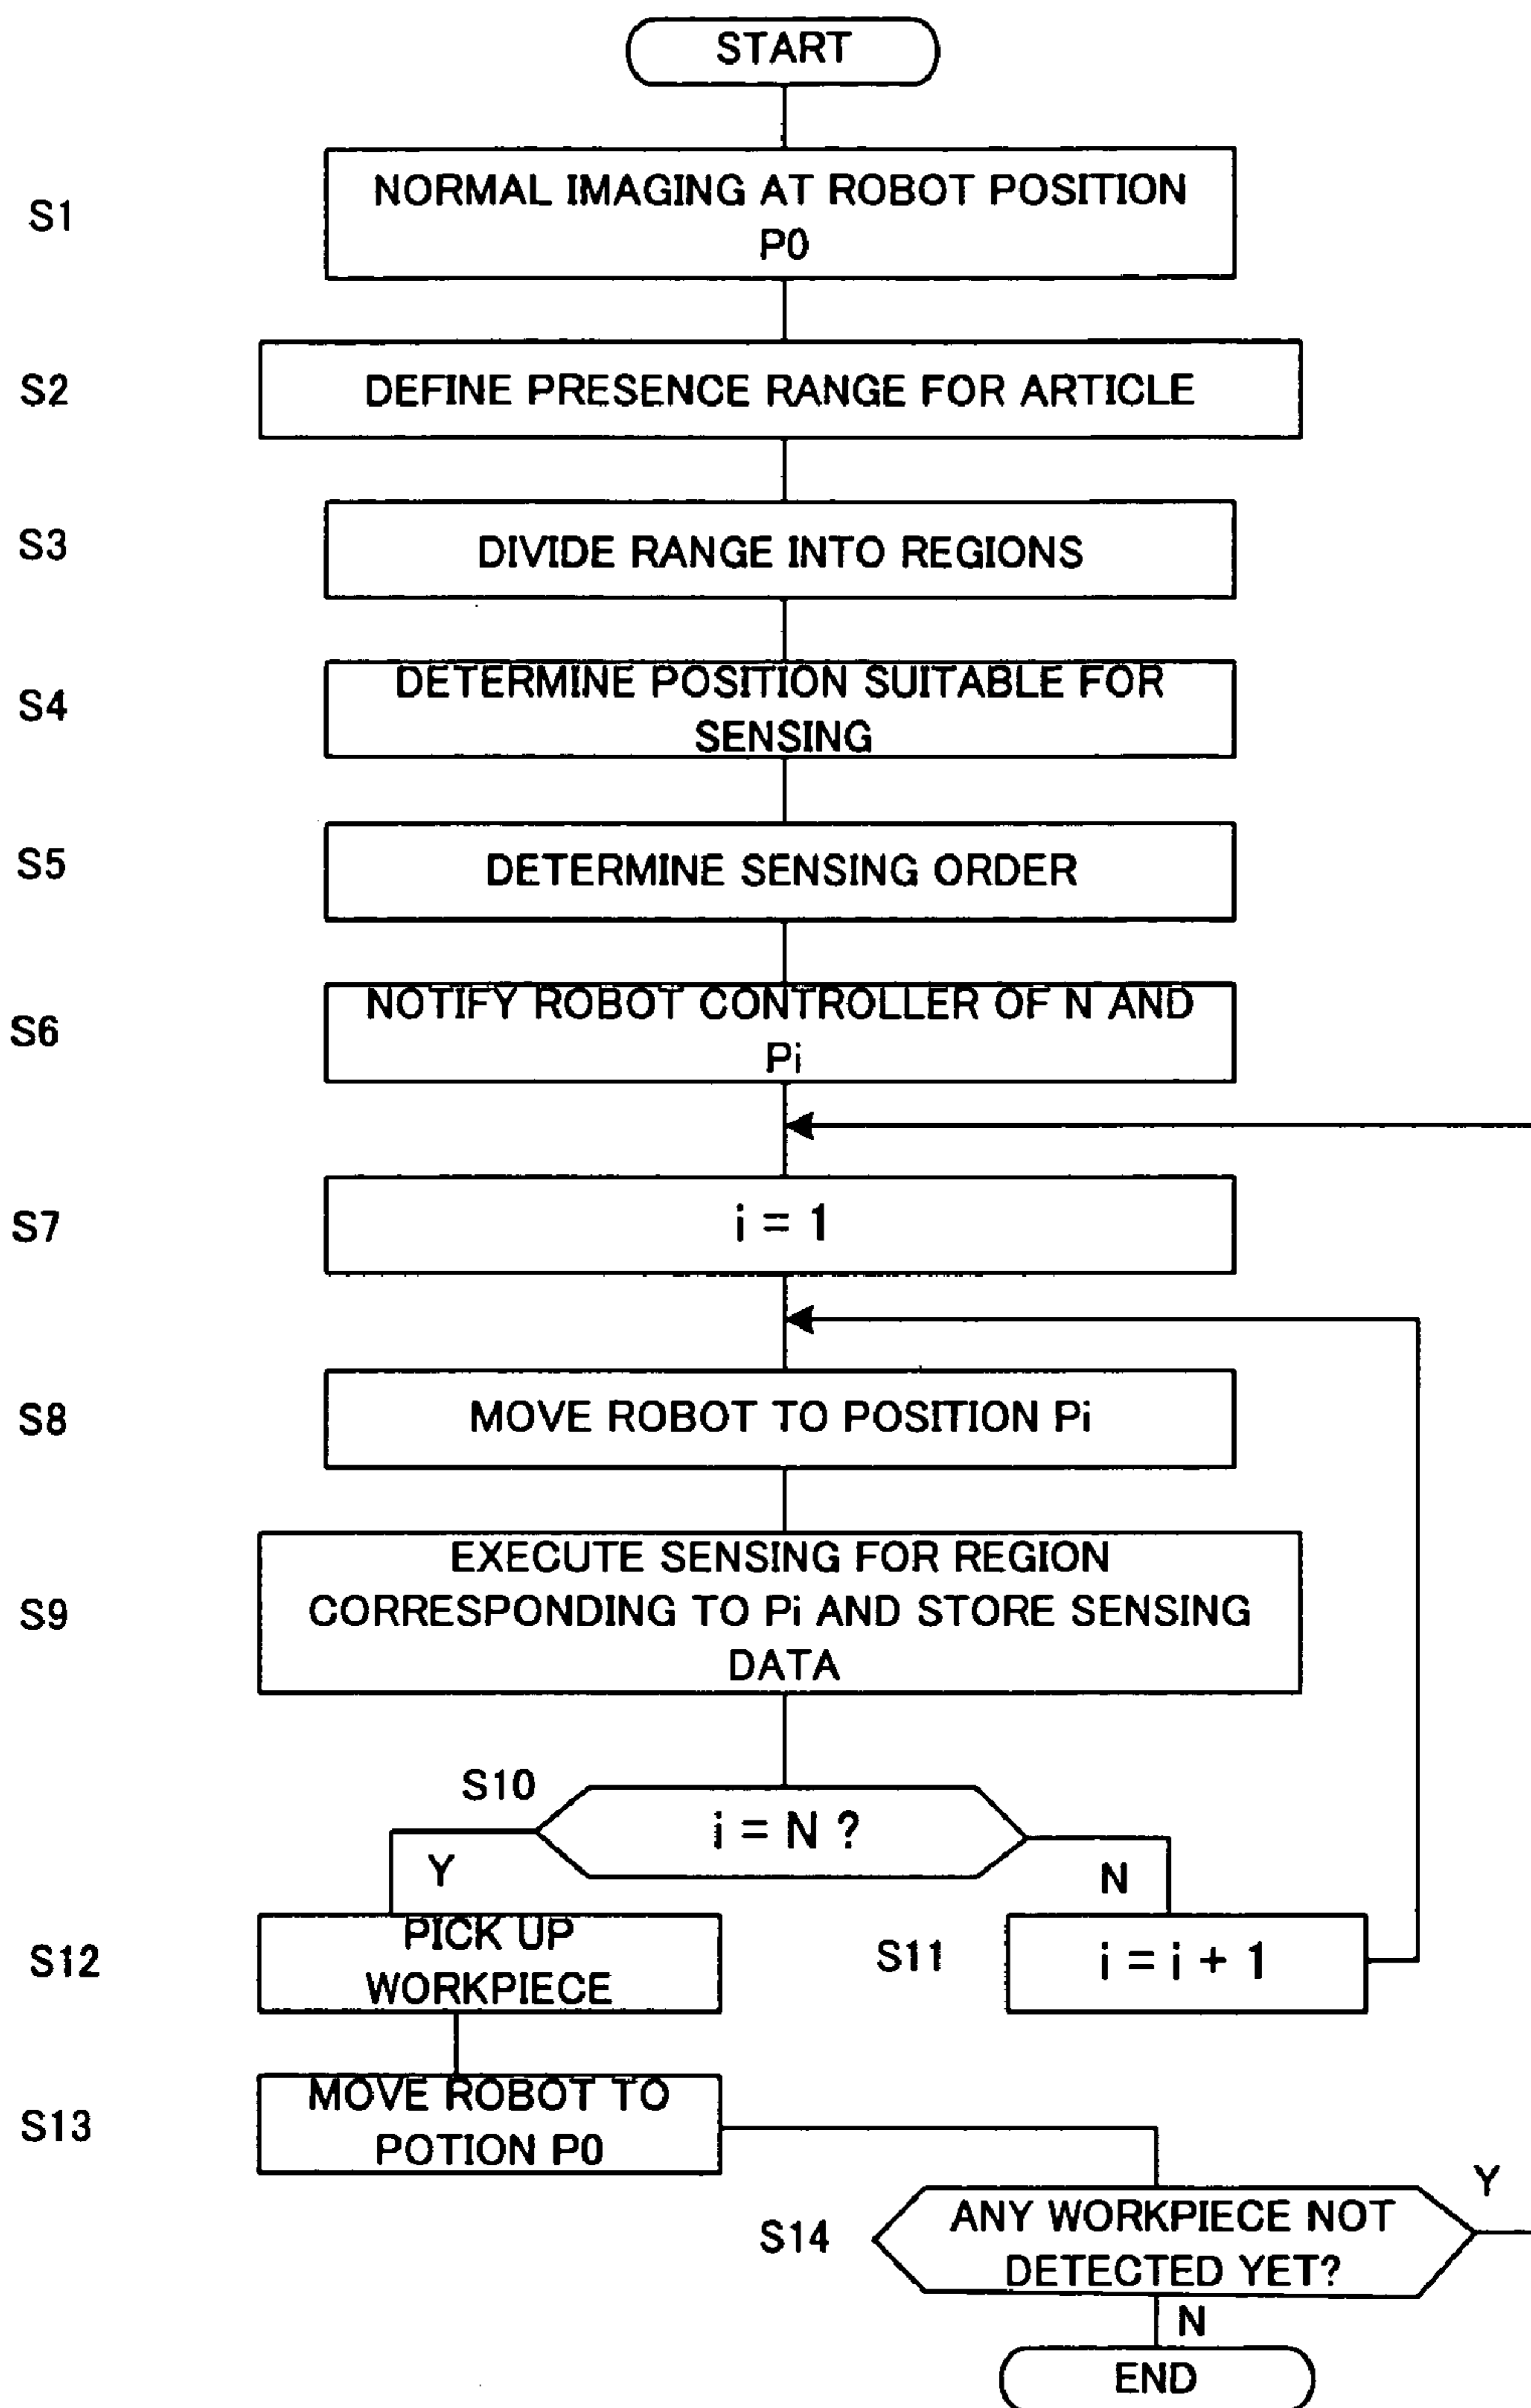 START
S1
NORMAL IMAGING AT ROBOT POSITION
P0
S2
DEFINE PRESENCE RANGE FOR ARTICLE
S3
DIVIDE RANGE INTO REGIONS
S4
DETERMINE POSITION SUITABLE FOR
SENSING
S5
DETERMINE SENSING ORDER
S6
NOTIFY ROBOT CONTROLLER OF N AND
Pi
S7
i = 1
S8
MOVE ROBOT TO POSITION Pi
S9
EXECUTE SENSING FOR REGION
CORRESPONDING TO Pi AND STORE SENSING
DATA
S10
i = N ?
Y
N
S12
PICK UP
WORKPIECE
S11
i = i + 1
S13
MOVE ROBOT TO
POTION P0
S14
ANY WORKPIECE NOT
DETECTED YET?
Y
N
END